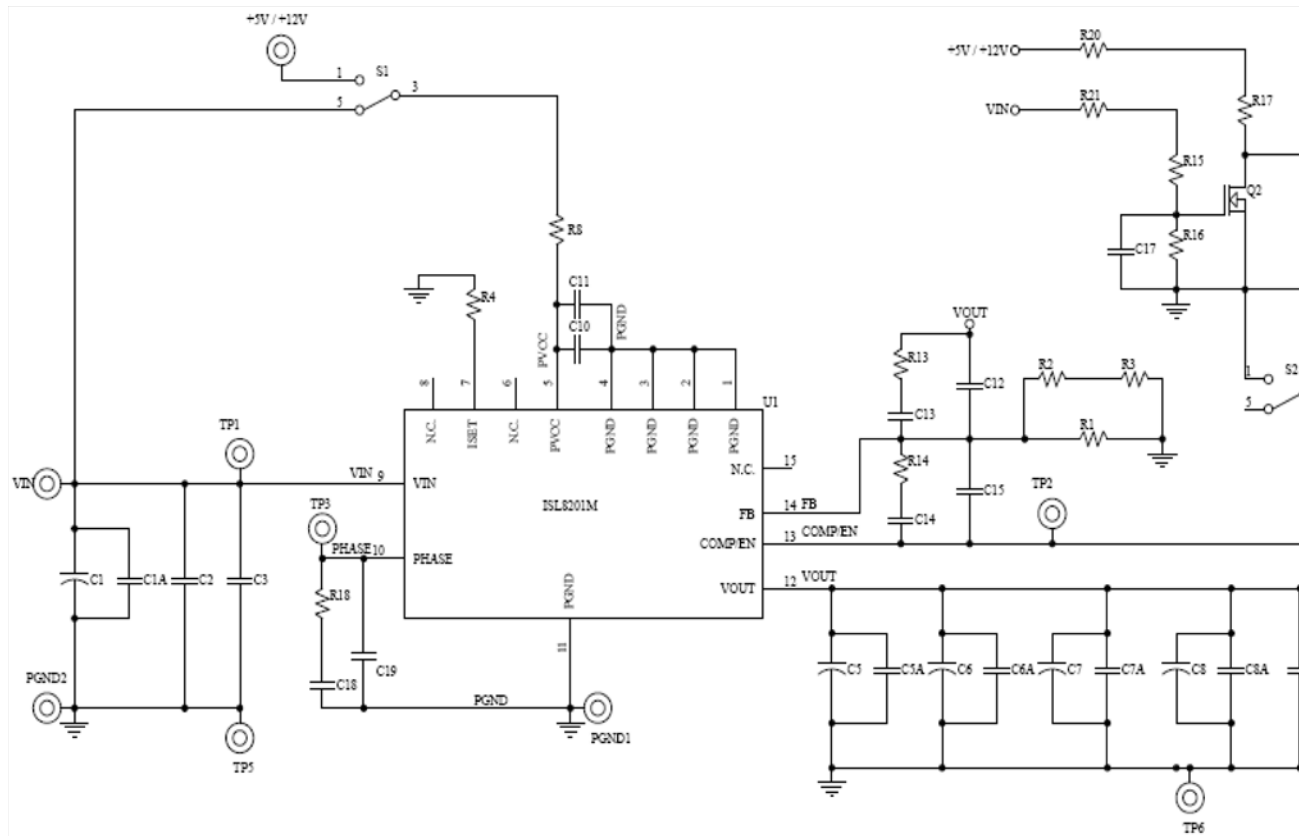 +5V / +12V
1
S1
3
5
+5V / +12V
R20
VIN
R21
R17
R15
Q2
R16
C17
R8
R4
C11
C10
PGND
PVCC
8
7
6
5
4
3
2
1
U1
N.C.
ISET
N.C.
PVCC
PGND
PGND
PGND
PGND
VOUT
R13
C12
C13
R2
R3
R1
R14
C15
C14
1
S2
5
TP1
VIN
VIN
9
VIN
ISL8201M
N.C.
15
FB
14
FB
COMP/EN
13
COMP/EN
VOUT
12
VOUT
TP2
TP3
PHASE
10
PHASE
PGND
11
C1
C1A
C2
C3
R18
C19
C18
PGND2
PGND
PGND1
TP5
C5
C5A
C6
C6A
C7
C7A
C8
C8A
TP6